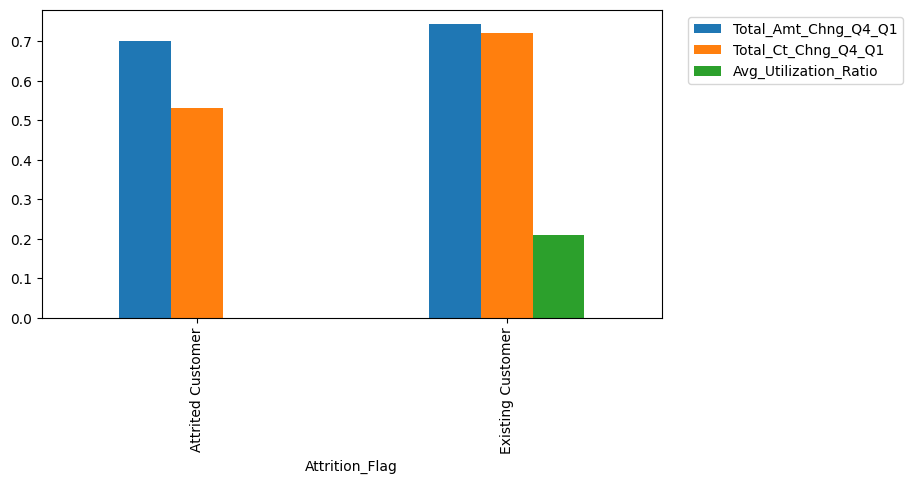 0.7
0.6
0.5
0.4
0.3
0.2
0.1
0.0
Attrited Customer
Existing Customer
Attrition_Flag
Total_Amt_Chng_Q4_Q1
Total_Ct_Chng_Q4_Q1
Avg_Utilization_Ratio